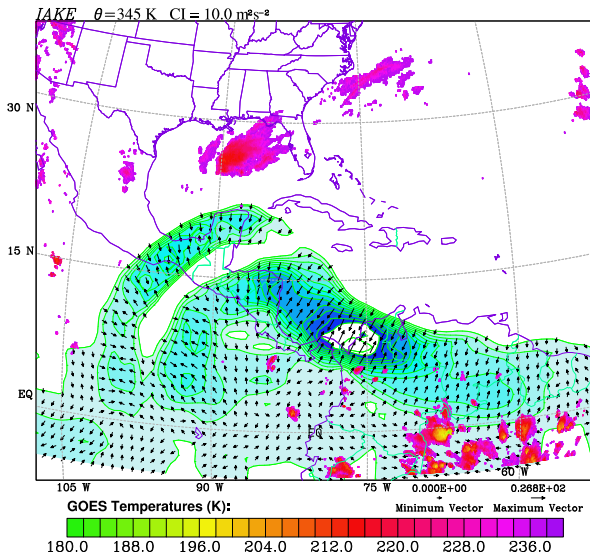 IAKE θ=345 K CI = 10.0 m²s⁻²
30 N
15 N
EQ
EQ
105 W 90 W 75 W 60 W
0.000E+00 0.268E+02
Minimum Vector Maximum Vector
GOES Temperatures (K):
180.0 188.0 196.0 204.0 212.0 220.0 228.0 236.0